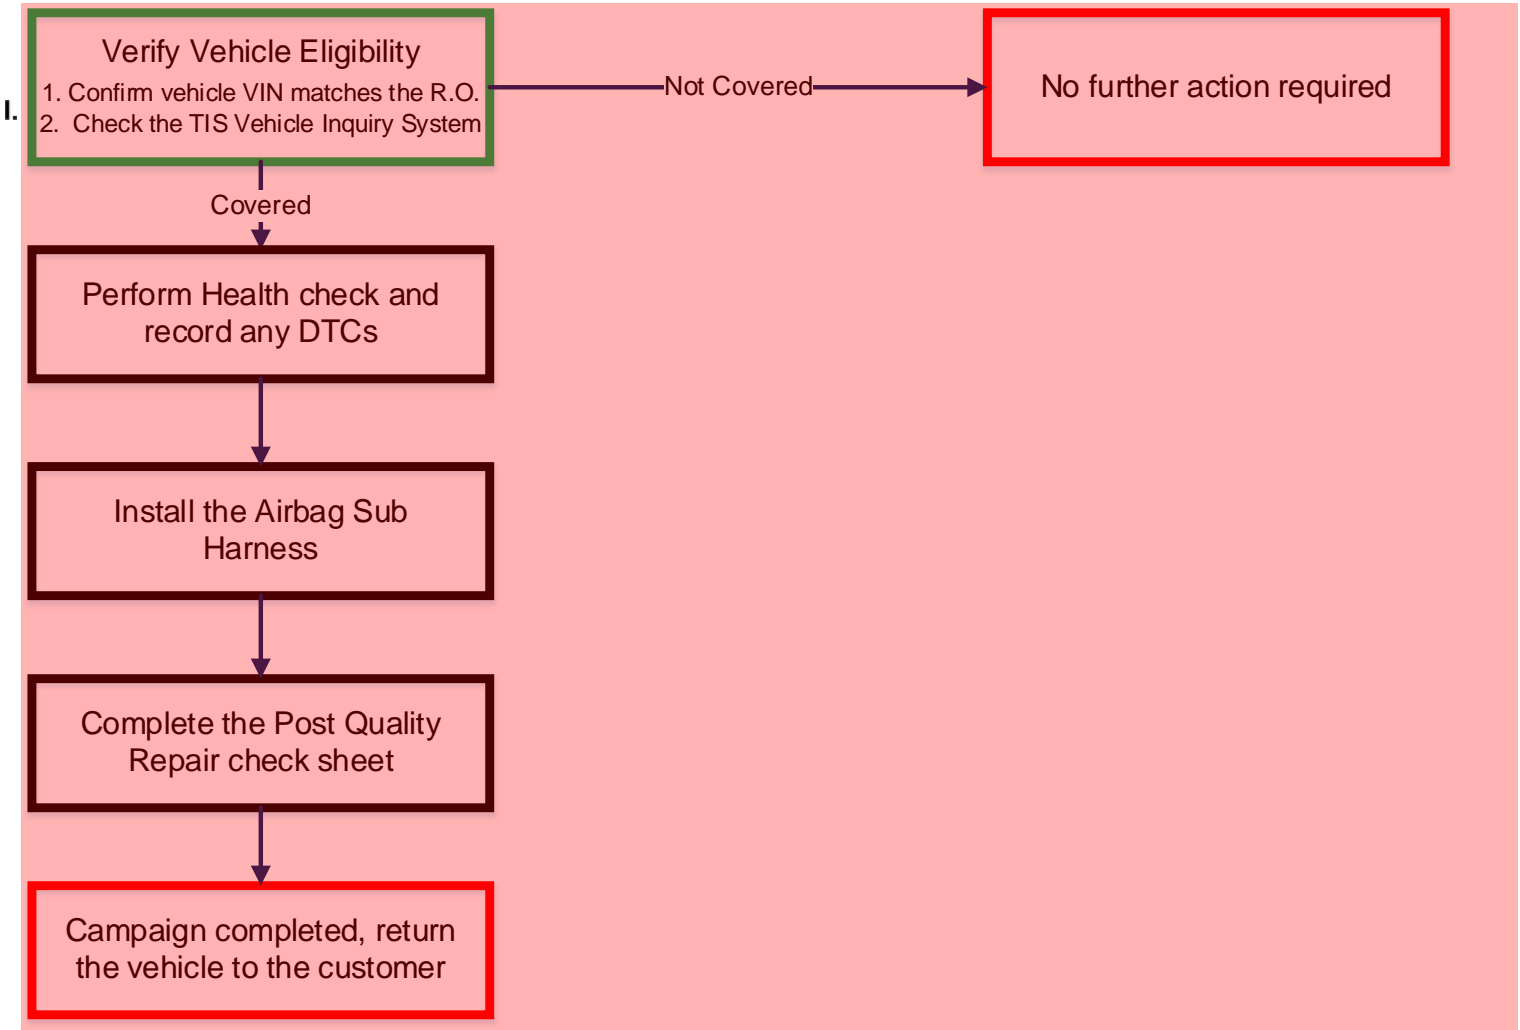 I.
Verify Vehicle Eligibility
1. Confirm vehicle VIN matches the R.O.
2. Check the TIS Vehicle Inquiry System
Not Covered
No further action required
Covered
Perform Health check and
record any DTCs
Install the Airbag Sub
Harness
Complete the Post Quality
Repair check sheet
Campaign completed, return
the vehicle to the customer